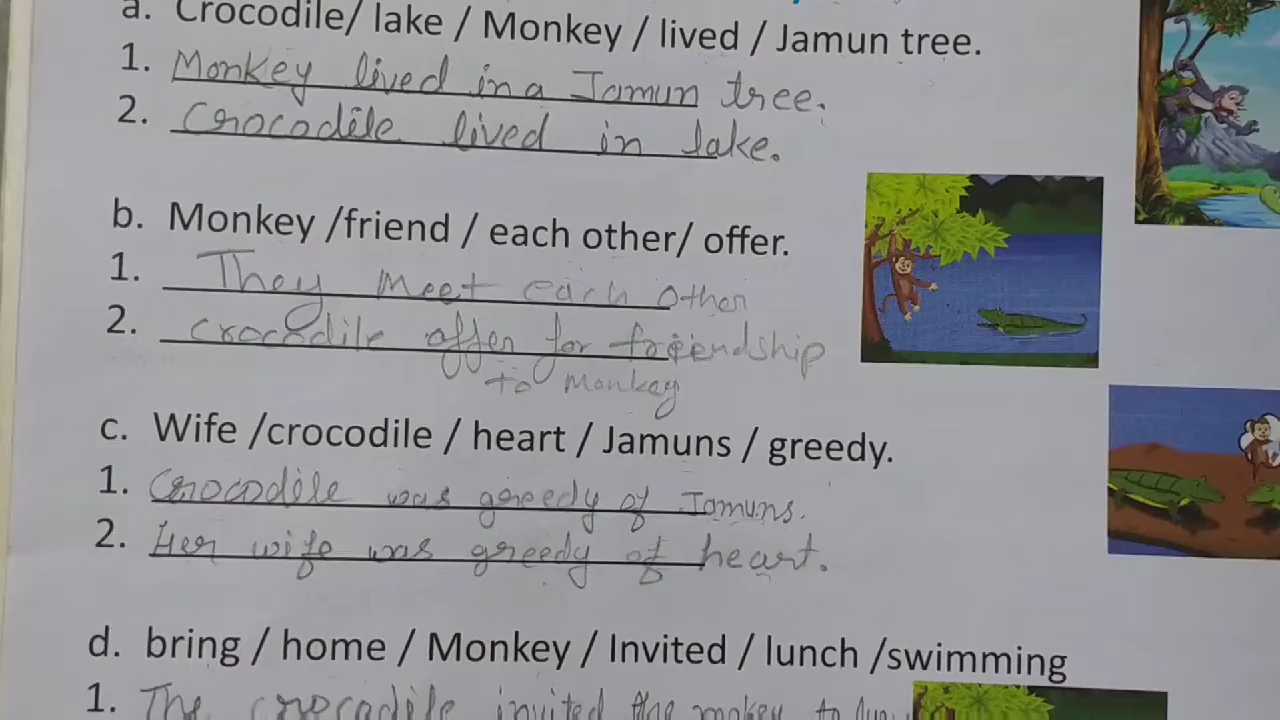 a. Crocodile/ lake / Monkey / lived / Jamun tree.
1. Monkey lived in a Jamun tree.
2. Crocodile lived in lake.
b. Monkey /friend / each other/ offer.
1. They meet each other
2. crocodile offer for friendship
to monkey
c. Wife /crocodile / heart / Jamuns / greedy.
1. Crocodile was greedy of Jamuns.
2. Her wife was greedy of heart.
d. bring / home / Monkey / Invited / lunch /swimming
1. The crocodile invited the mokey to